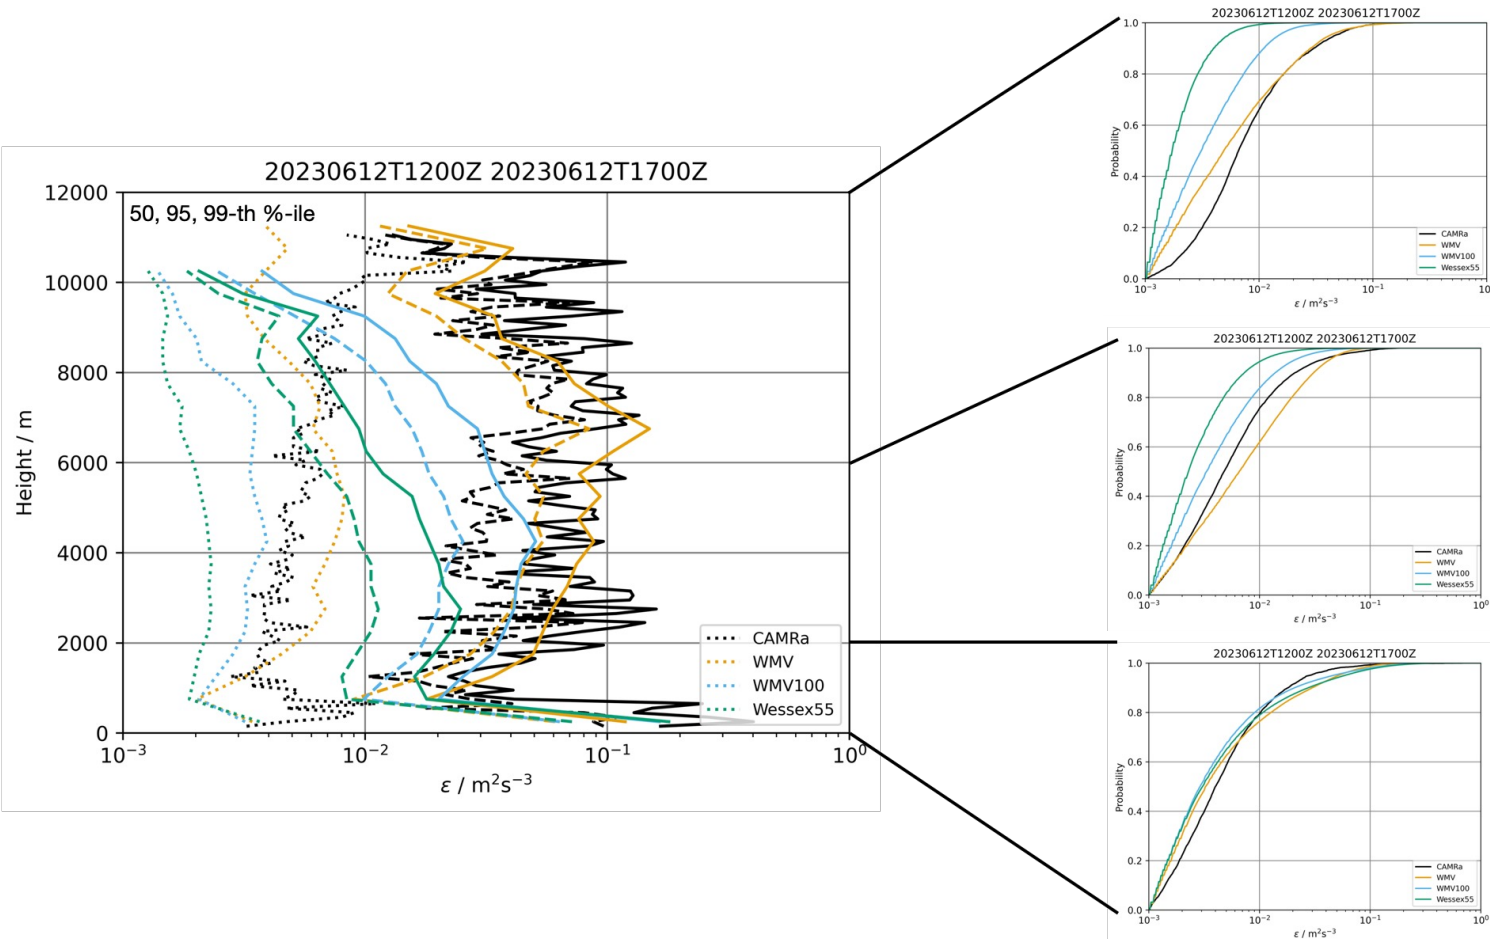 20230612T1200Z 20230612T1700Z
50, 95, 99-th %-ile
12000
10000
8000
6000
4000
2000
0
Height / m
10⁻³
10⁻²
10⁻¹
10⁰
ε / m²s⁻³
CAMRa
WMV
WMV100
Wessex55
20230612T1200Z 20230612T1700Z
1.0
0.8
0.6
0.4
0.2
0.0
Probability
10⁻³
10⁻²
10⁻¹
10
ε / m²s⁻³
CAMRa
WMV
WMV100
Wessex55
20230612T1200Z 20230612T1700Z
1.0
0.8
0.6
0.4
0.2
0.0
Probability
10⁻³
10⁻²
10⁻¹
10⁰
ε / m²s⁻³
CAMRa
WMV
WMV100
Wessex55
20230612T1200Z 20230612T1700Z
1.0
0.8
0.6
0.4
0.2
0.0
Probability
10⁻³
10⁻²
10⁻¹
10⁰
ε / m²s⁻³
CAMRa
WMV
WMV100
Wessex55